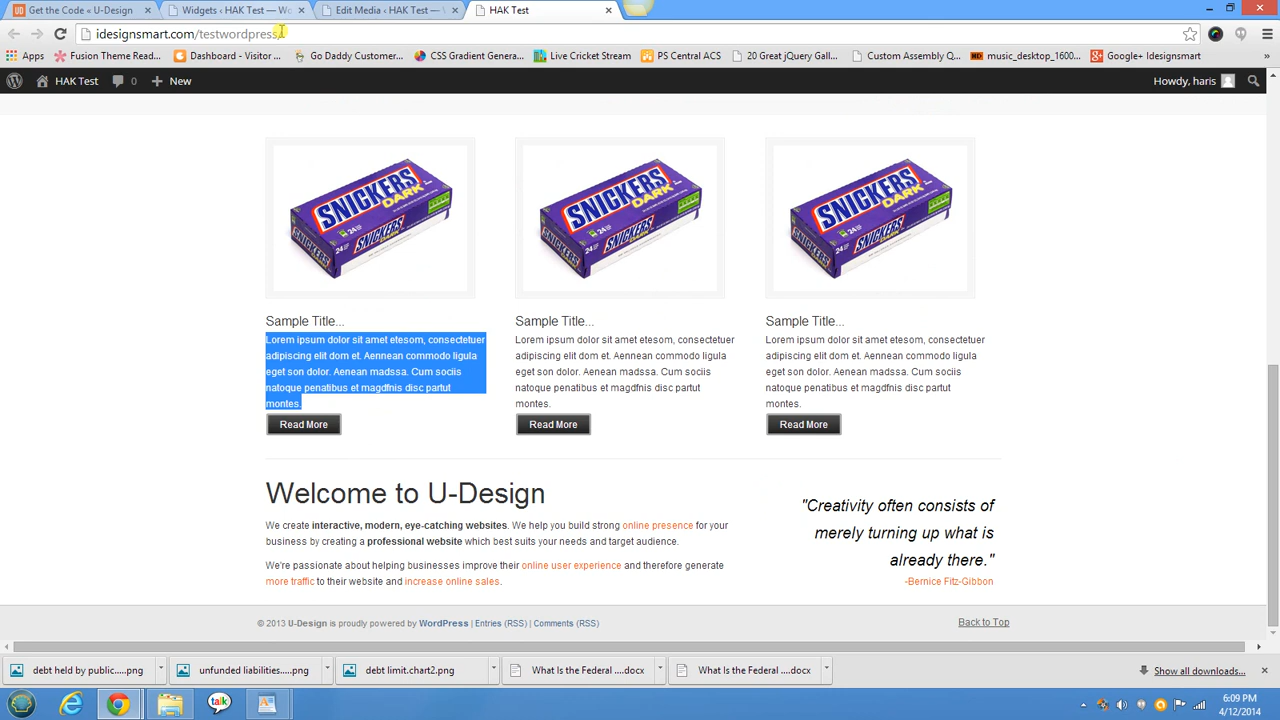 Get the Code « U-Design
Widgets ‹ HAK Test — Wo
Edit Media ‹ HAK Test —
HAK Test
idesignsmart.com/testwordpress/
Apps
Fusion Theme Read...
Dashboard - Visitor ...
Go Daddy Customer...
CSS Gradient Genera...
Live Cricket Stream
PS Central ACS
20 Great jQuery Gall...
Custom Assembly Q...
music_desktop_1600...
Google+ Idesignsmart
»
HAK Test
0
New
Howdy, haris
SNICKERS DARK
SNICKERS DARK
SNICKERS DARK
Sample Title...
Lorem ipsum dolor sit amet etesom, consectetuer
adipiscing elit dom et. Aennean commodo ligula
eget son dolor. Aenean madssa. Cum sociis
natoque penatibus et magdfnis disc partut
montes.
Read More
Sample Title...
Lorem ipsum dolor sit amet etesom, consectetuer
adipiscing elit dom et. Aennean commodo ligula
eget son dolor. Aenean madssa. Cum sociis
natoque penatibus et magdfnis disc partut
montes.
Read More
Sample Title...
Lorem ipsum dolor sit amet etesom, consectetuer
adipiscing elit dom et. Aennean commodo ligula
eget son dolor. Aenean madssa. Cum sociis
natoque penatibus et magdfnis disc partut
montes.
Read More
Welcome to U-Design
We create interactive, modern, eye-catching websites. We help you build strong online presence for your
business by creating a professional website which best suits your needs and target audience.
We're passionate about helping businesses improve their online user experience and therefore generate
more traffic to their website and increase online sales.
"Creativity often consists of
merely turning up what is
already there."
-Bernice Fitz-Gibbon
© 2013 U-Design is proudly powered by WordPress | Entries (RSS) | Comments (RSS)
Back to Top
debt held by public.....png
unfunded liabilities....png
debt limit.chart2.png
What Is the Federal ....docx
What Is the Federal ....docx
Show all downloads...
talk
6:09 PM
4/12/2014